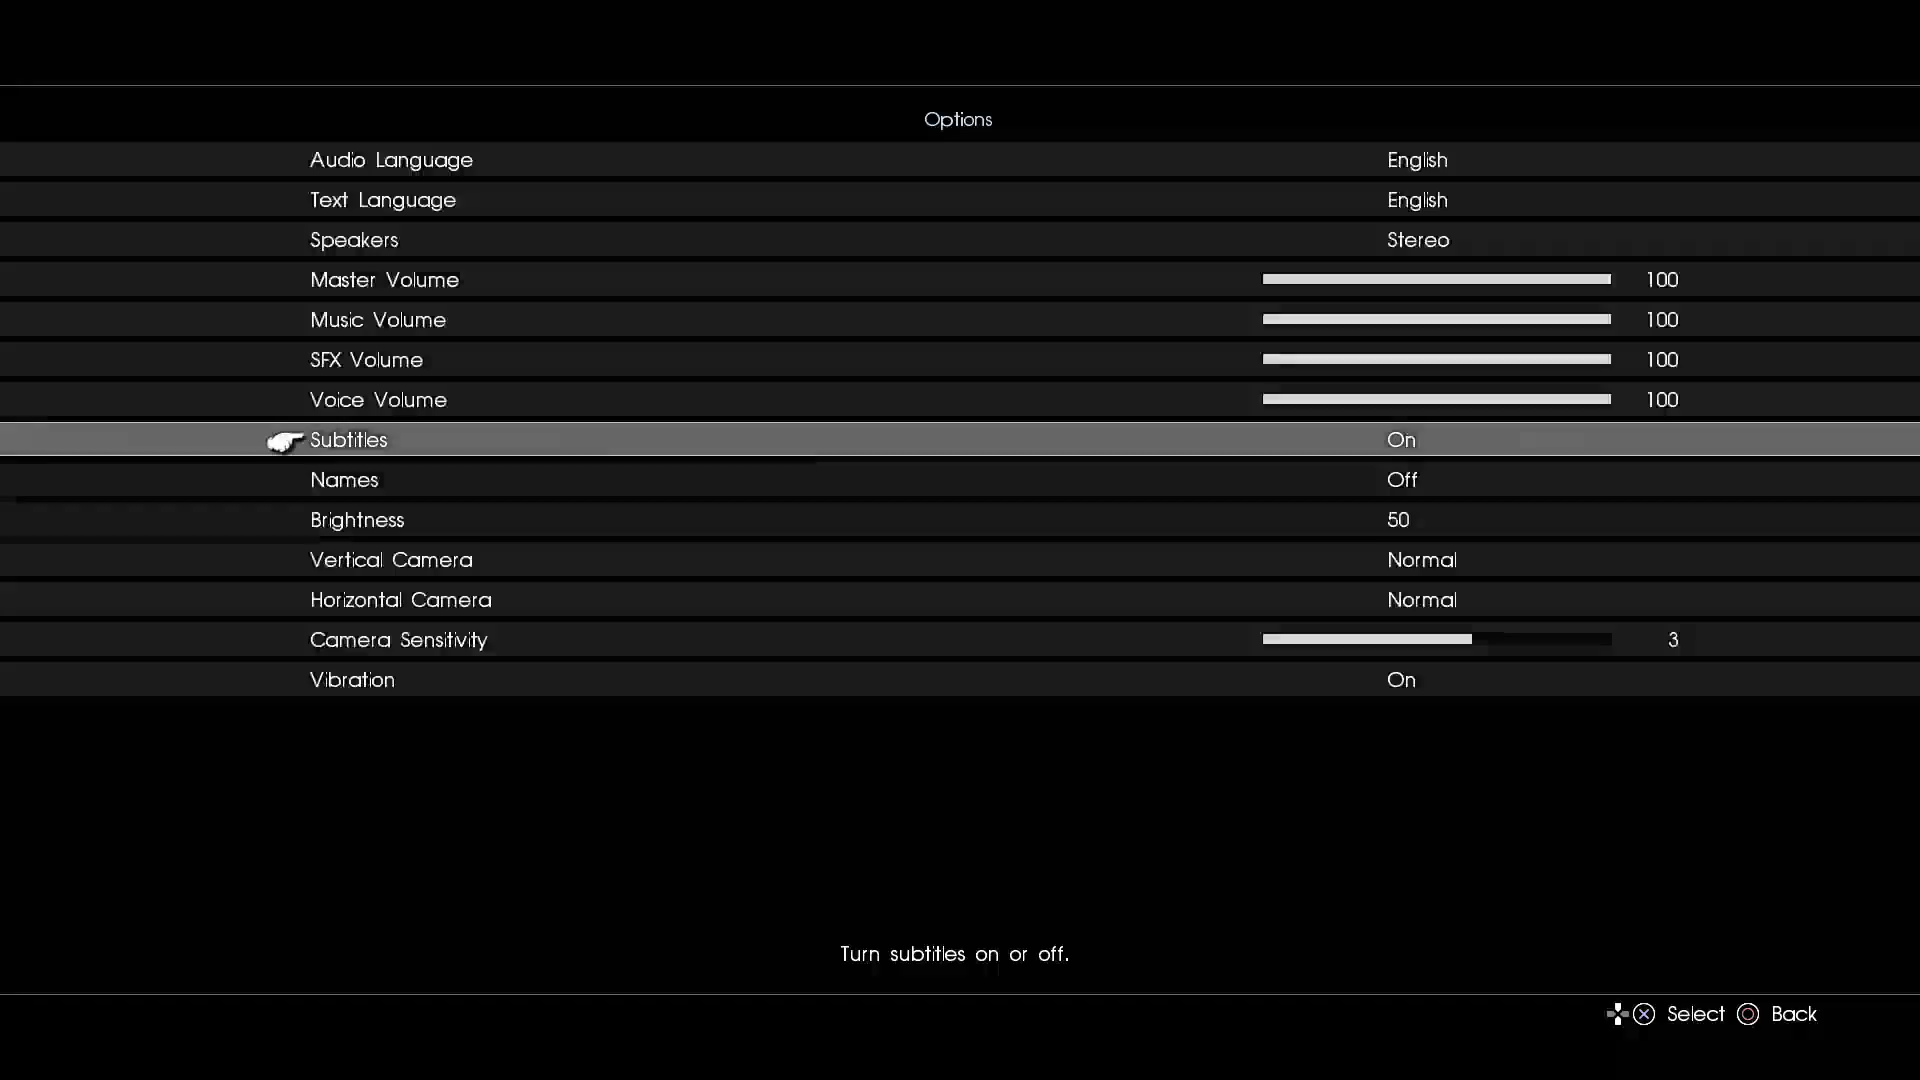 Options
Audio Language English
Text Language English
Speakers Stereo
Master Volume 100
Music Volume 100
SFX Volume 100
Voice Volume 100
Subtitles On
Names Off
Brightness 50
Vertical Camera Normal
Horizontal Camera Normal
Camera Sensitivity 3
Vibration On
Turn subtitles on or off.
Select Back